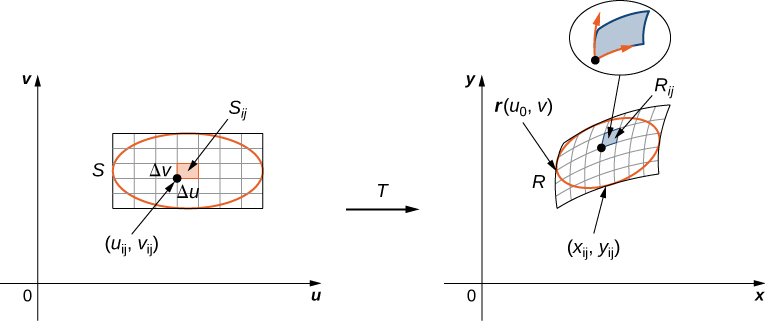 v
S
S_ij
Δv
Δu
(u_ij, v_ij)
0
u
T
y
r(u_0, v)
R_ij
R
(x_ij, y_ij)
0
x